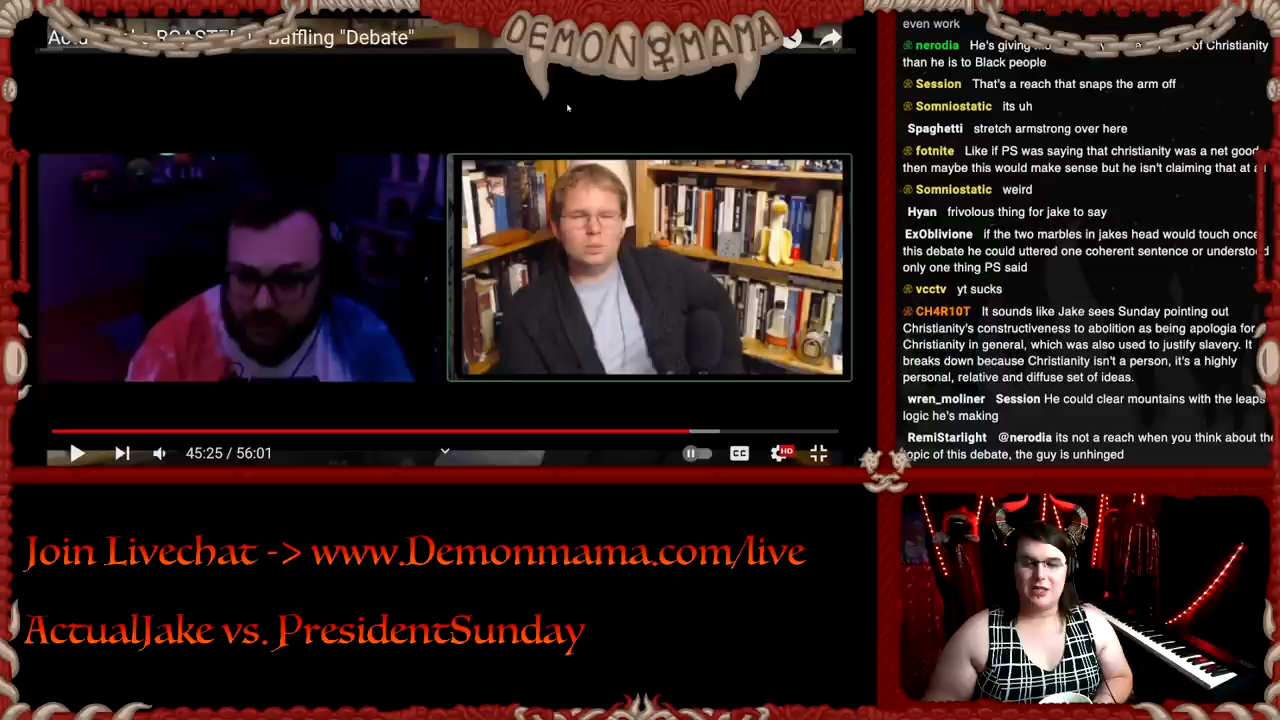 "Debate"
DEMON MAMA
even work
nerodia He's giving of Christianity
than he is to Black people
Session That's a reach that snaps the arm off
Somniostatic its uh
Spaghetti stretch armstrong over here
fotnite Like if PS was saying that christianity was a net good
then maybe this would make sense but he isn't claiming that at
Somniostatic weird
Hyan frivolous thing for jake to say
ExOblivione if the two marbles in jakes head would touch once
this debate he could uttered one coherent sentence or understood
only one thing PS said
vcctv yt sucks
CH4R10T It sounds like Jake sees Sunday pointing out
Christianity's constructiveness to abolition as being apologia for
Christianity in general, which was also used to justify slavery. It
breaks down because Christianity isn't a person, it's a highly
personal, relative and diffuse set of ideas.
wren_moliner Session He could clear mountains with the leaps
logic he's making
RemiStarlight @nerodia its not a reach when you think about the
opic of this debate, the guy is unhinged
45:25 / 56:01
CC
HD
Join Livechat -> www.Demonmama.com/live
ActualJake vs. PresidentSunday